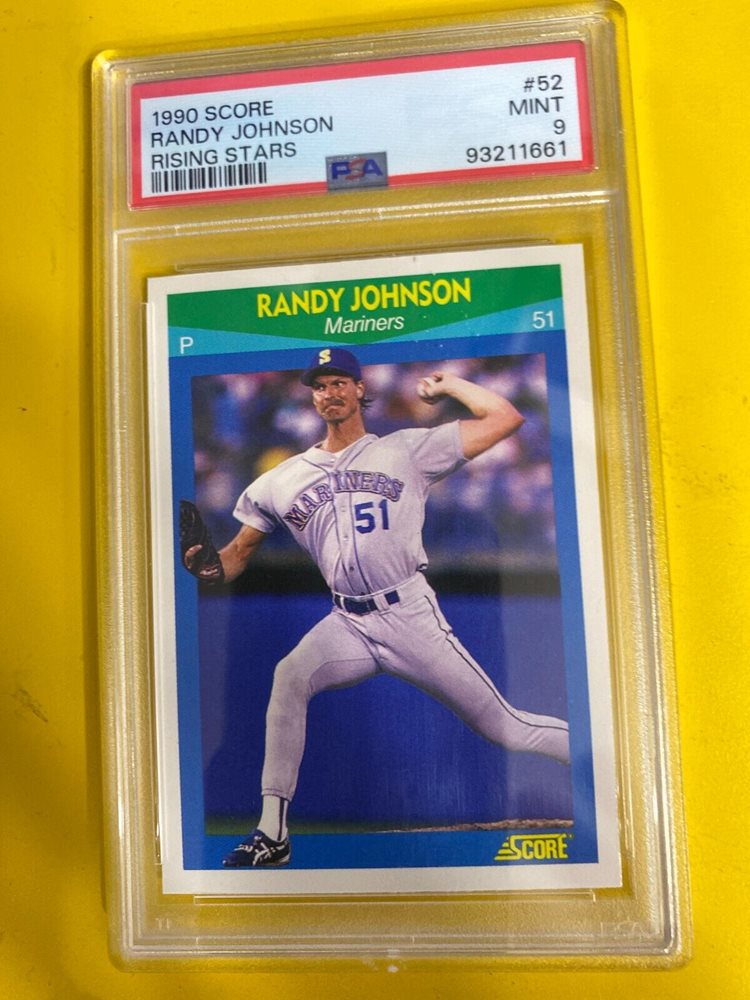 1990 SCORE
#52
RANDY JOHNSON
MINT
RISING STARS
9
PSA
93211661
RANDY JOHNSON
Mariners
P
51
S
MARINERS
51
SCORE